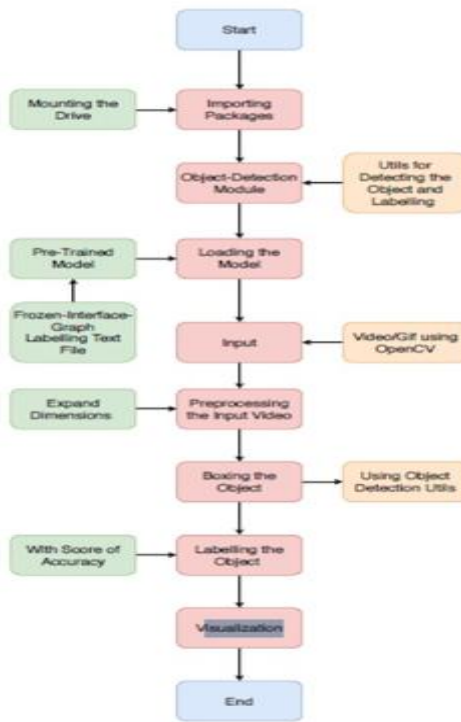 Start
Mounting the
Drive
Importing
Packages
Object-Detection
Module
Utils for
Detecting the
Object and
Labelling
Pre-Trained
Model
Loading the
Model
Frozen-Interface-
Graph
Labelling Text
File
Input
Video/Gif using
OpenCV
Expand
Dimensions
Preprocessing
the Input Video
Boxing the
Object
Using Object
Detection Utils
With Score of
Accuracy
Labelling the
Object
Visualization
End